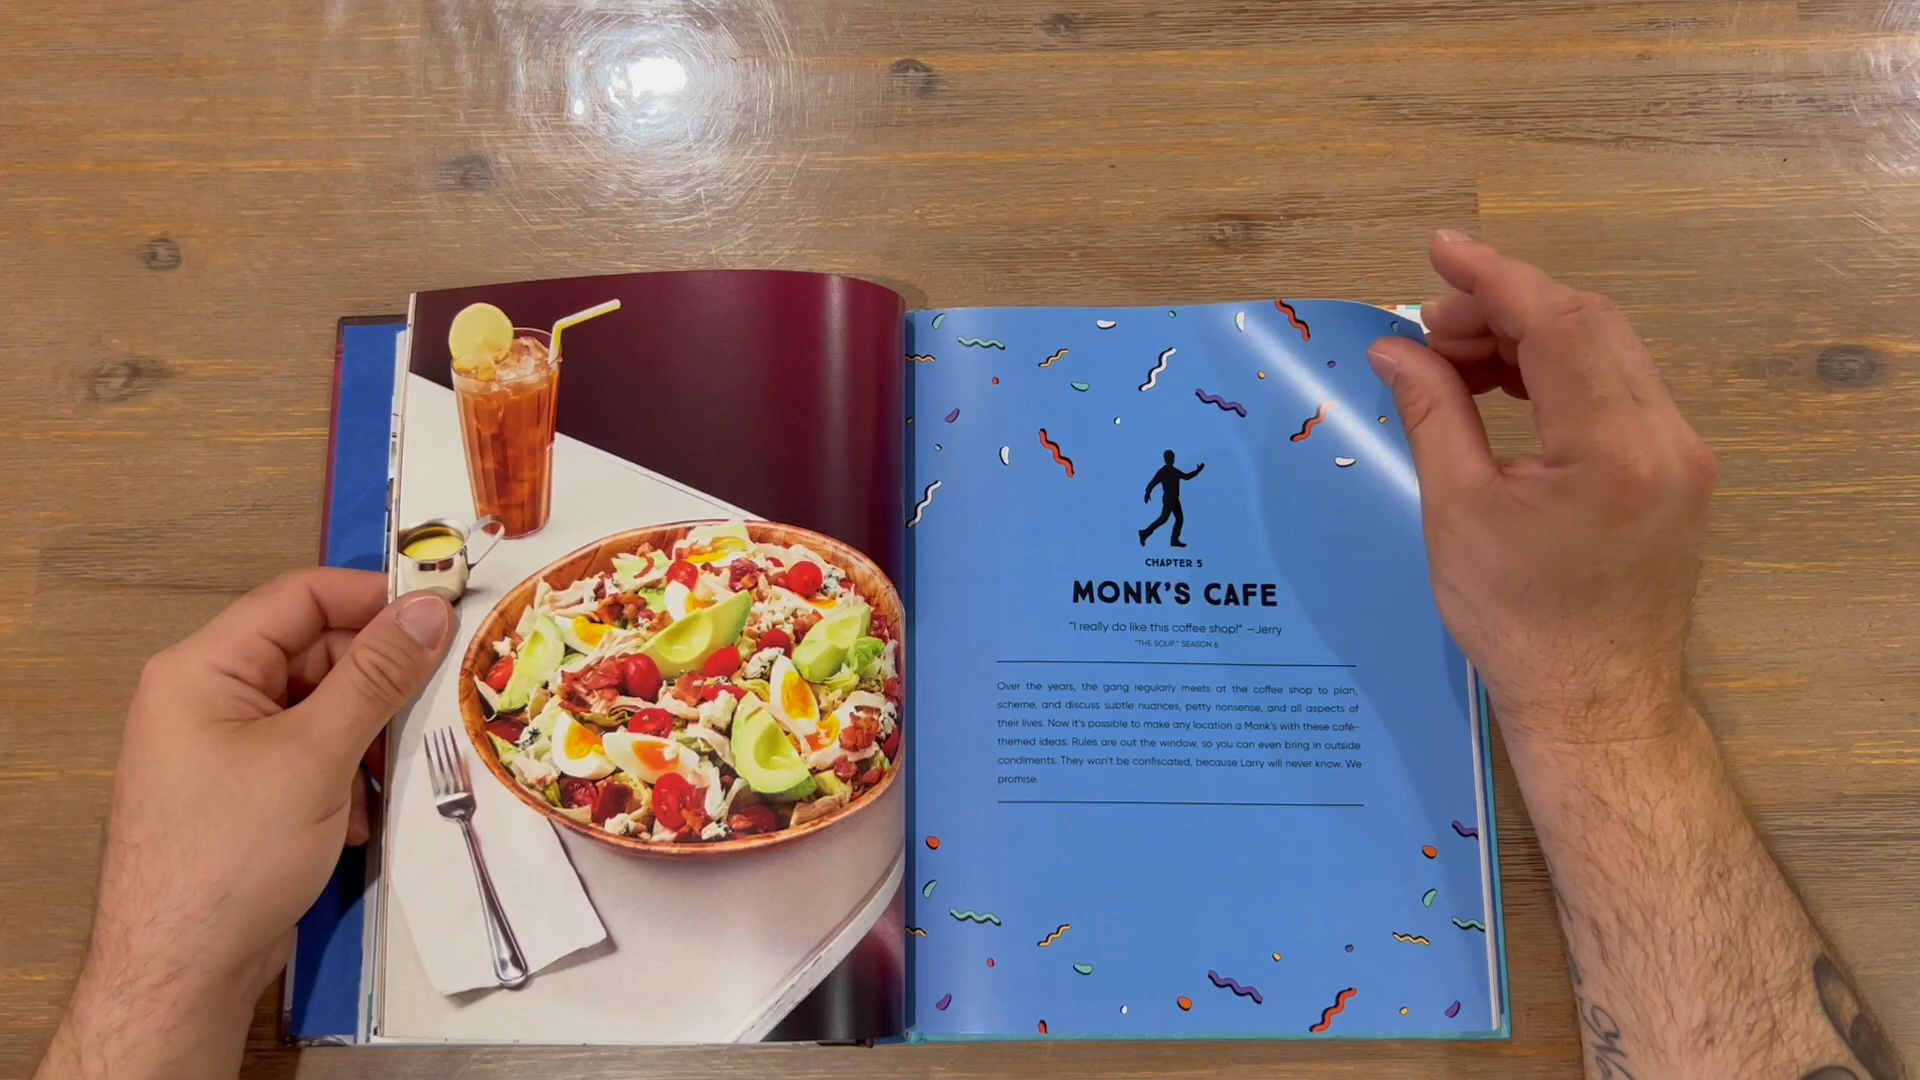 CHAPTER 5
MONK'S CAFE
"I really do like this coffee shop!" —Jerry
"THE SOUP," SEASON 6
Over the years, the gang regularly meets at the coffee shop to plan,
scheme, and discuss subtle nuances, petty nonsense, and all aspects of
their lives. Now it's possible to make any location a Monk's with these café-
themed ideas. Rules are out the window, so you can even bring in outside
condiments. They won't be confiscated, because Larry will never know. We
promise.